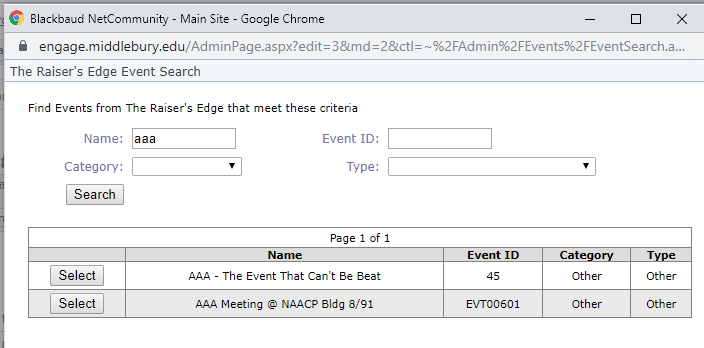 Blackbaud NetCommunity - Main Site - Google Chrome
engage.middlebury.edu/AdminPage.aspx?edit=3&md=2&ctl=~%2FAdmin%2FEvents%2FEventSearch.a...
The Raiser's Edge Event Search
Find Events from The Raiser's Edge that meet these criteria
Name: aaa Event ID:
Category: Type:
Search
Page 1 of 1
Name Event ID Category Type
Select AAA - The Event That Can't Be Beat 45 Other Other
Select AAA Meeting @ NAACP Bldg 8/91 EVT00601 Other Other